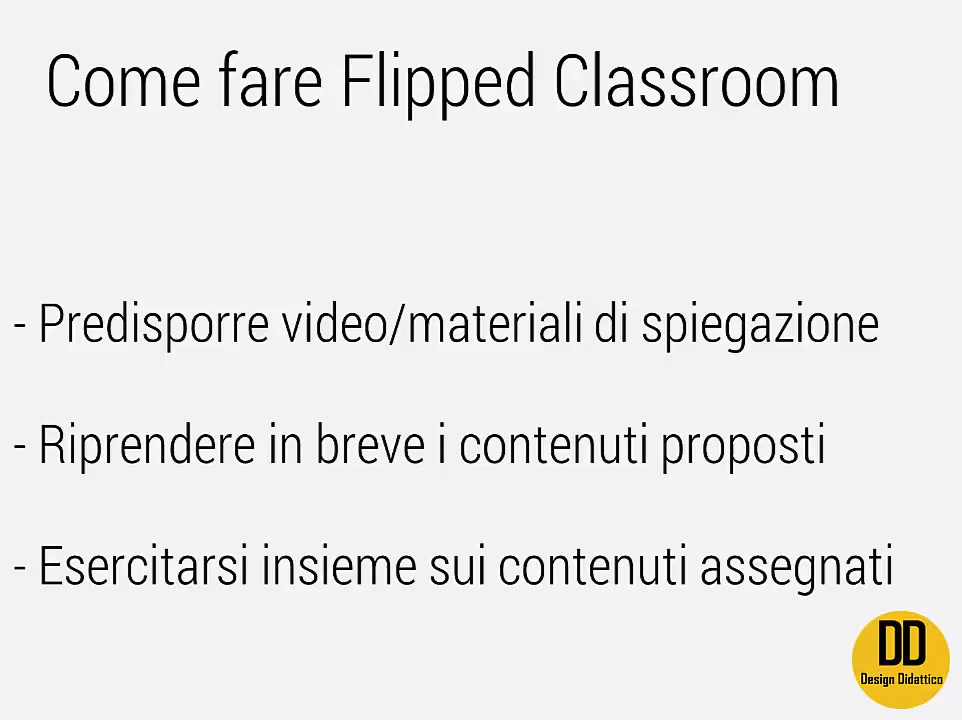 Come fare Flipped Classroom
- Predisporre video/materiali di spiegazione
- Riprendere in breve i contenuti proposti
- Esercitarsi insieme sui contenuti assegnati
DD
Design Didattico